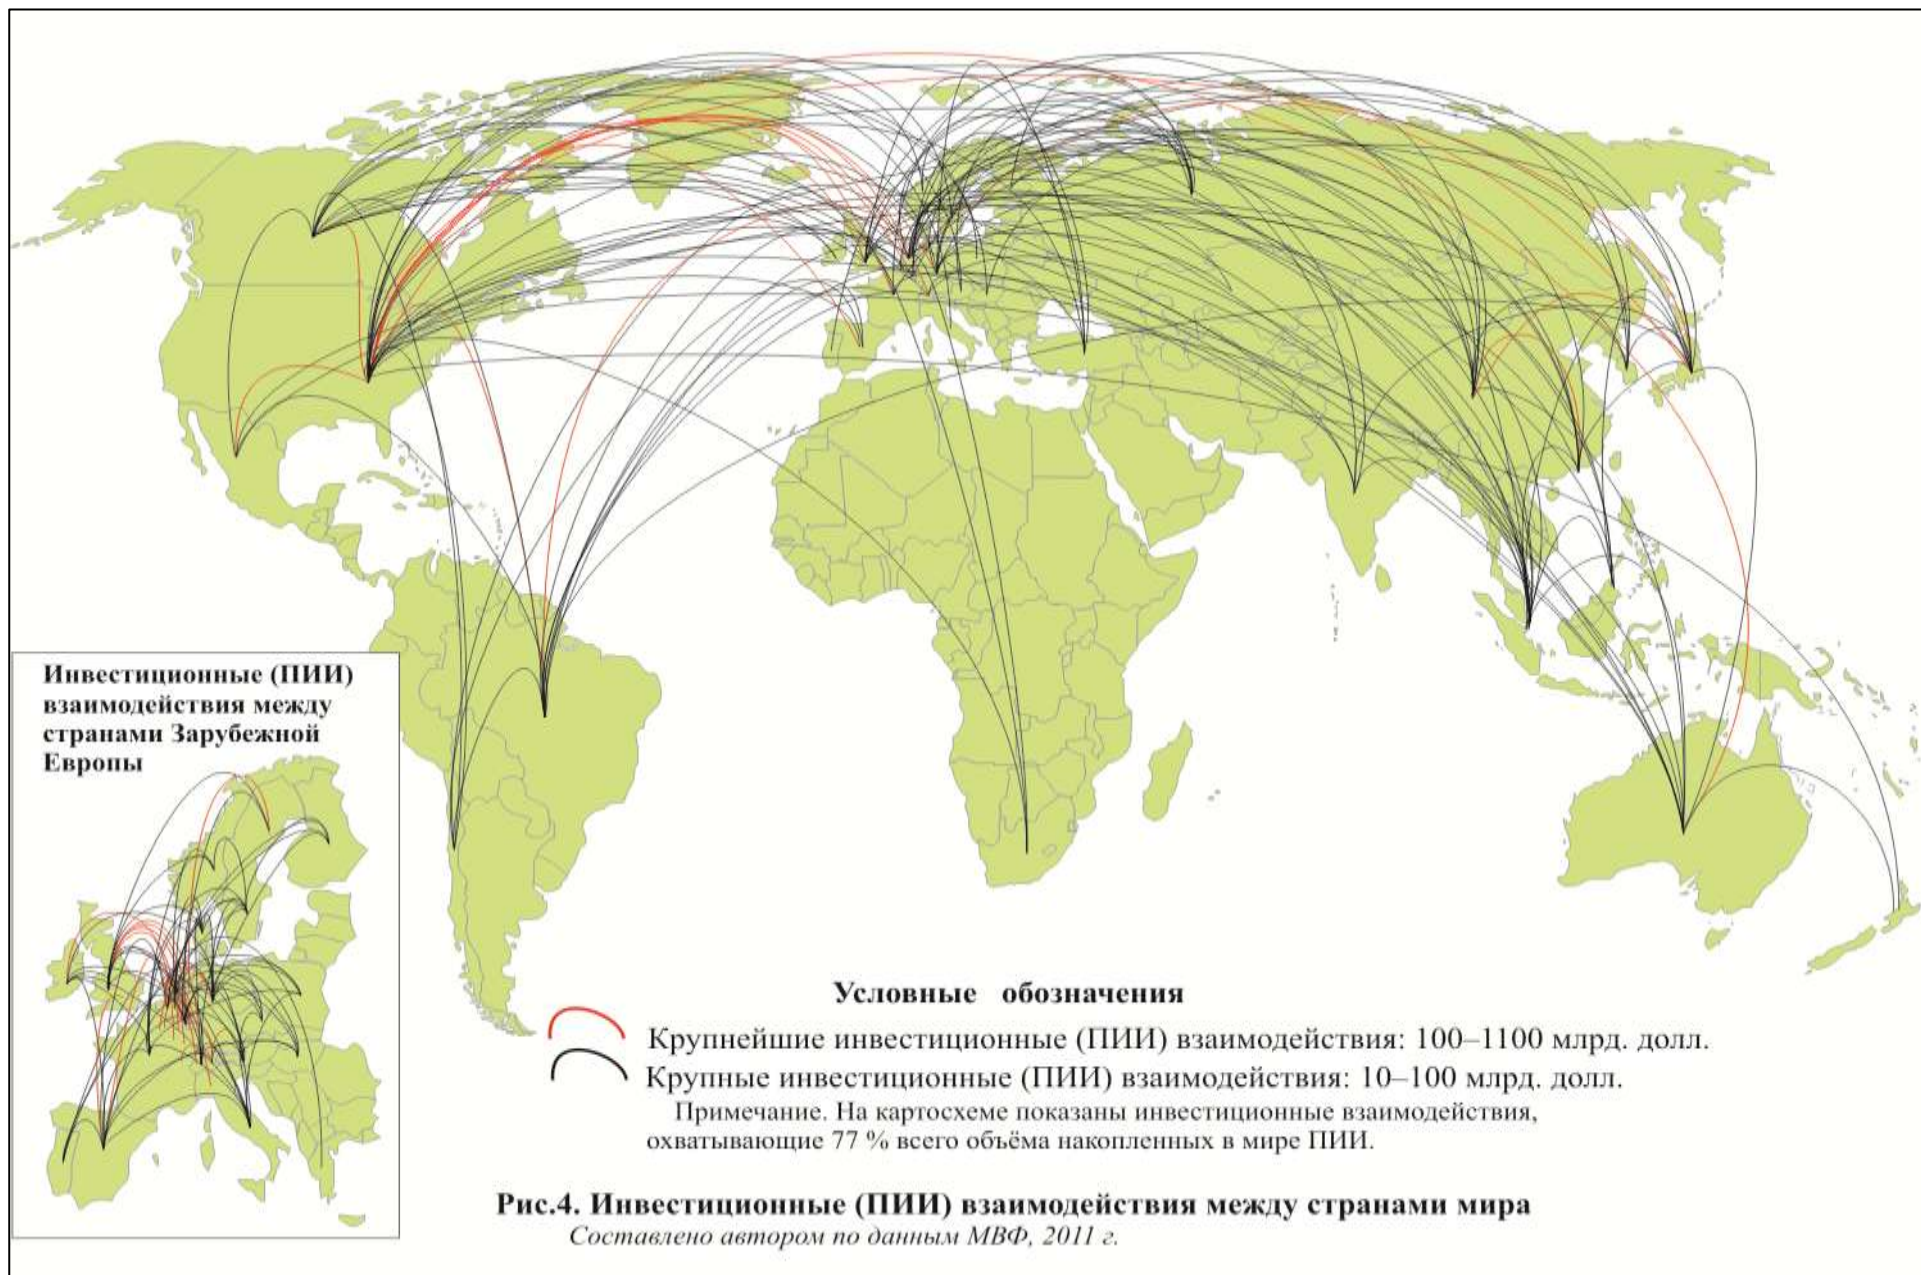 Инвестиционные (ПИИ)
взаимодействия между
странами Зарубежной
Европы
Условные обозначения
Крупнейшие инвестиционные (ПИИ) взаимодействия: 100–1100 млрд. долл.
Крупные инвестиционные (ПИИ) взаимодействия: 10–100 млрд. долл.
Примечание. На картосхеме показаны инвестиционные взаимодействия,
охватывающие 77 % всего объёма накопленных в мире ПИИ.
Рис.4. Инвестиционные (ПИИ) взаимодействия между странами мира
Составлено автором по данным МВФ, 2011 г.